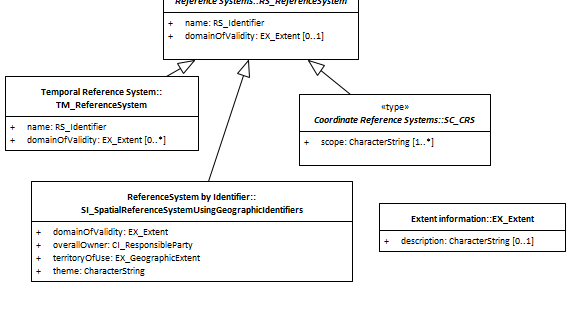 Reference Systems::RS_ReferenceSystem
+ name: RS_Identifier
+ domainOfValidity: EX_Extent [0..1]
Temporal Reference System::
TM_ReferenceSystem
+ name: RS_Identifier
+ domainOfValidity: EX_Extent [0..*]
«type»
Coordinate Reference Systems::SC_CRS
+ scope: CharacterString [1..*]
ReferenceSystem by Identifier::
SI_SpatialReferenceSystemUsingGeographicIdentifiers
+ domainOfValidity: EX_Extent
+ overallOwner: CI_ResponsibleParty
+ territoryOfUse: EX_GeographicExtent
+ theme: CharacterString
Extent information::EX_Extent
+ description: CharacterString [0..1]